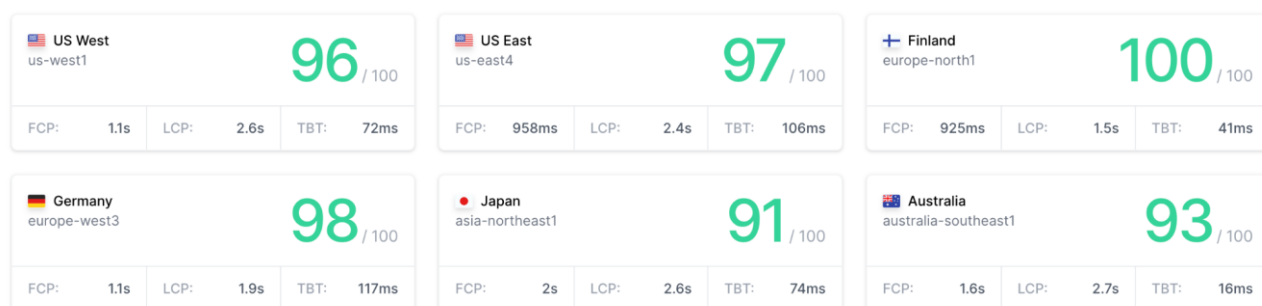 US West
us-west1
96 / 100
FCP: 1.1s LCP: 2.6s TBT: 72ms
US East
us-east4
97 / 100
FCP: 958ms LCP: 2.4s TBT: 106ms
Finland
europe-north1
100 / 100
FCP: 925ms LCP: 1.5s TBT: 41ms
Germany
europe-west3
98 / 100
FCP: 1.1s LCP: 1.9s TBT: 117ms
Japan
asia-northeast1
91 / 100
FCP: 2s LCP: 2.6s TBT: 74ms
Australia
australia-southeast1
93 / 100
FCP: 1.6s LCP: 2.7s TBT: 16ms